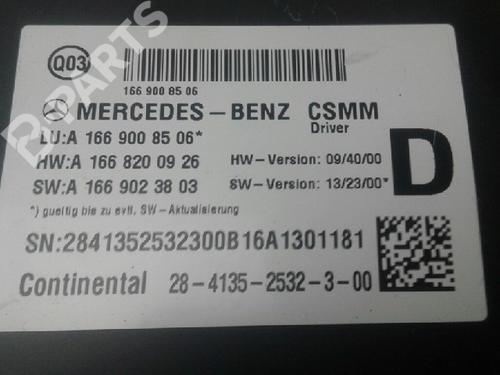 Q03
B-PARTS
166 900 85 06
MERCEDES-BENZ CSMM
Driver
LU:A 166 900 85 06*
HW:A 166 820 09 26 HW-Version: 09/40/00
SW:A 166 902 38 03 SW-Version: 13/23/00*
D
*) gueltig bis zu evtl. SW-Aktualisierung
SN:2841352532300B16A1301181
Continental 28-4135-2532-3-00